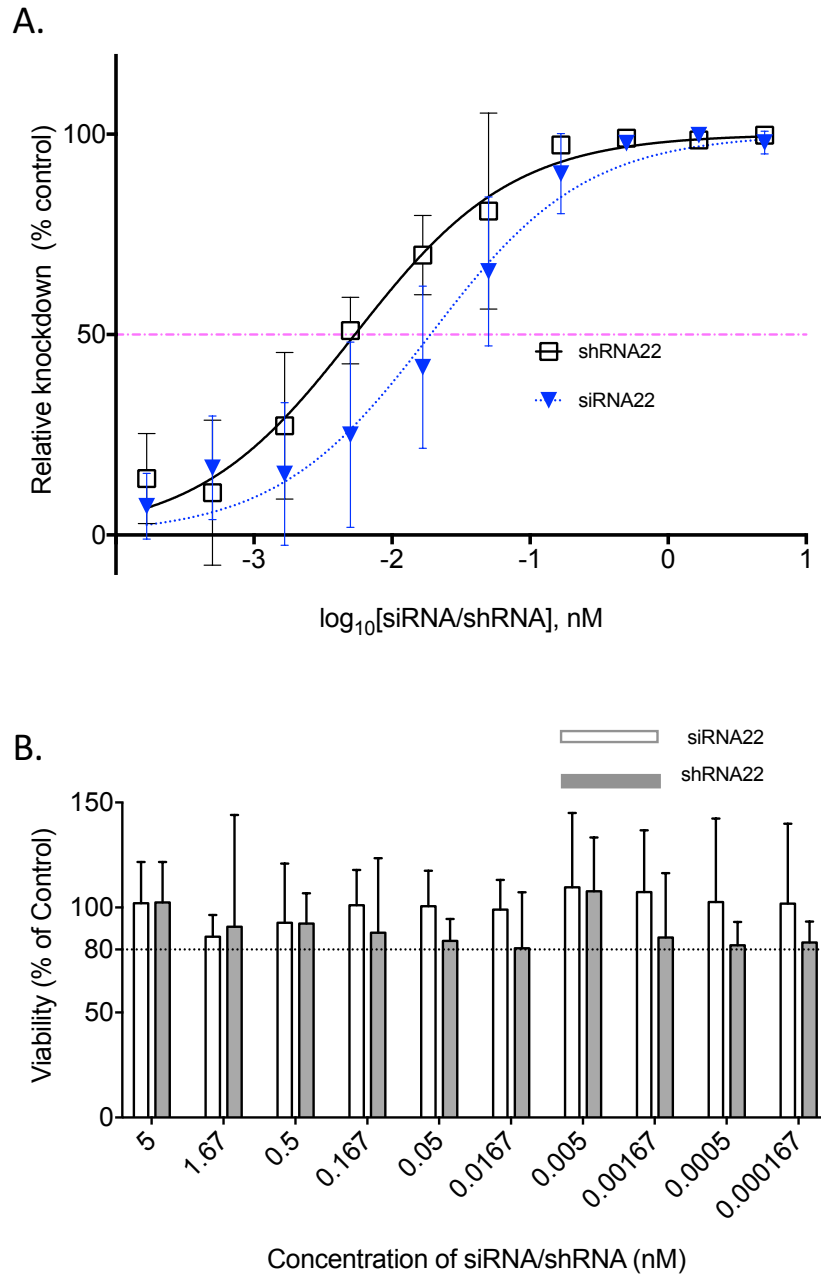 A.
Relative knockdown (% control)
100
50
0
shRNA22
siRNA22
-3 -2 -1 0 1
log10[siRNA/shRNA], nM
B.
siRNA22
shRNA22
Viability (% of Control)
150
100
80
50
0
5 1.67 0.5 0.167 0.05 0.0167 0.005 0.00167 0.0005 0.000167
Concentration of siRNA/shRNA (nM)